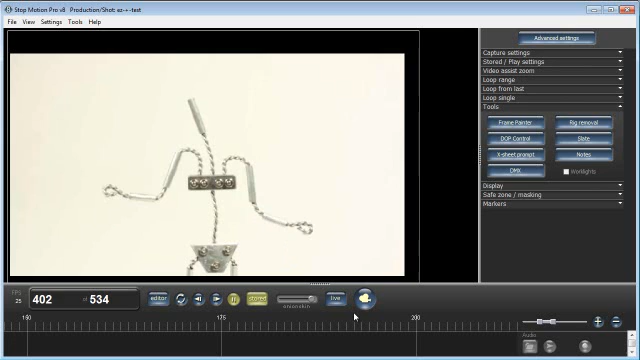 Stop Motion Pro v8 Production/Shot: ez-+-test
File View Settings Tools Help
Advanced settings
Capture settings
Stored / Play settings
Video assist zoom
Loop range
Loop from last
Loop single
Tools
Frame Painter Rig removal
DOP Control Slate
X-sheet prompt Notes
DMX Worklights
Display
Safe zone / masking
Markers
FPS
25
402 of 534
editor
stored
onionskin
live
150 175 200
Audio